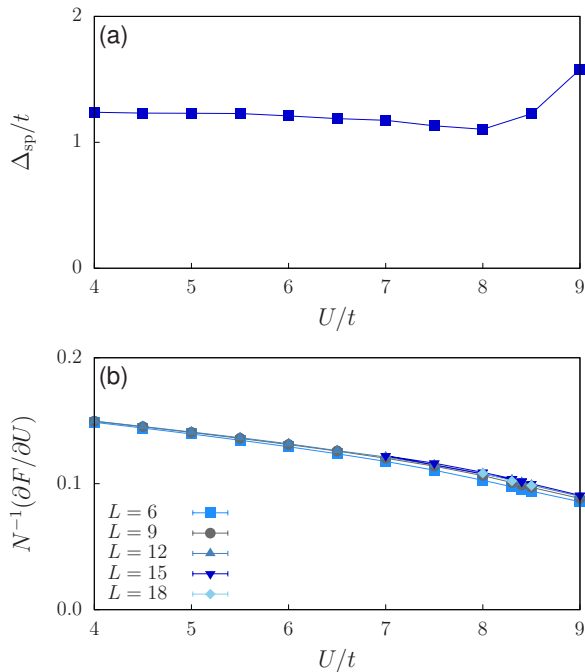 (a)
2
1
0
Δsp/t
4 5 6 7 8 9
U/t
(b)
0.2
0.1
0.0
N⁻¹(∂F/∂U)
L = 6
L = 9
L = 12
L = 15
L = 18
4 5 6 7 8 9
U/t